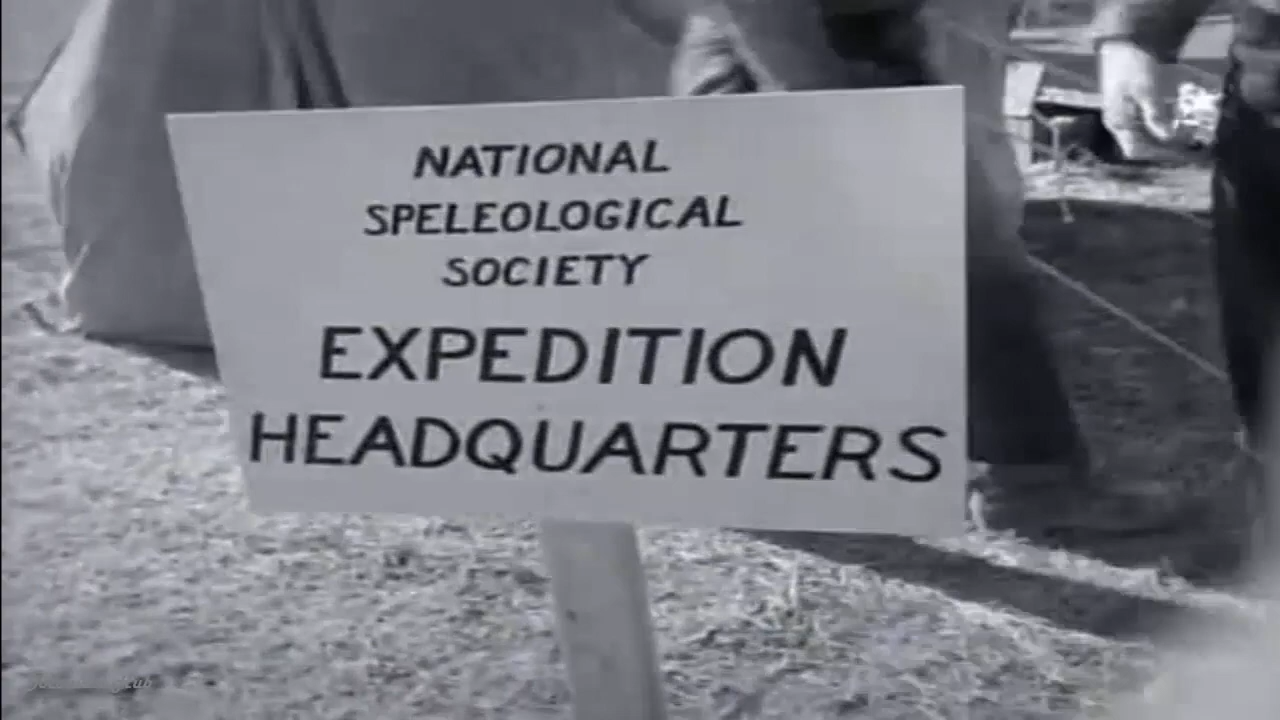 NATIONAL
SPELEOLOGICAL
SOCIETY
EXPEDITION
HEADQUARTERS